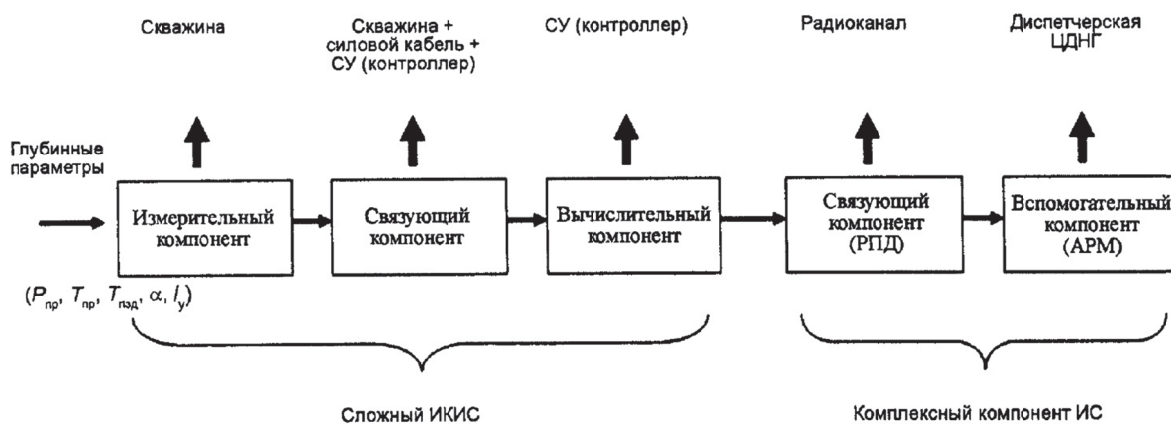 Скважина
Скважина +
силовой кабель +
СУ (контроллер)
СУ (контроллер)
Радиоканал
Диспетчерская
ЦДНГ
Глубинные
параметры
Измерительный
компонент
Связующий
компонент
Вычислительный
компонент
Связующий
компонент
(РПД)
Вспомогательный
компонент
(АРМ)
(Pпр, Tпр, Tпэд, α, Iу)
Сложный ИКИС
Комплексный компонент ИС